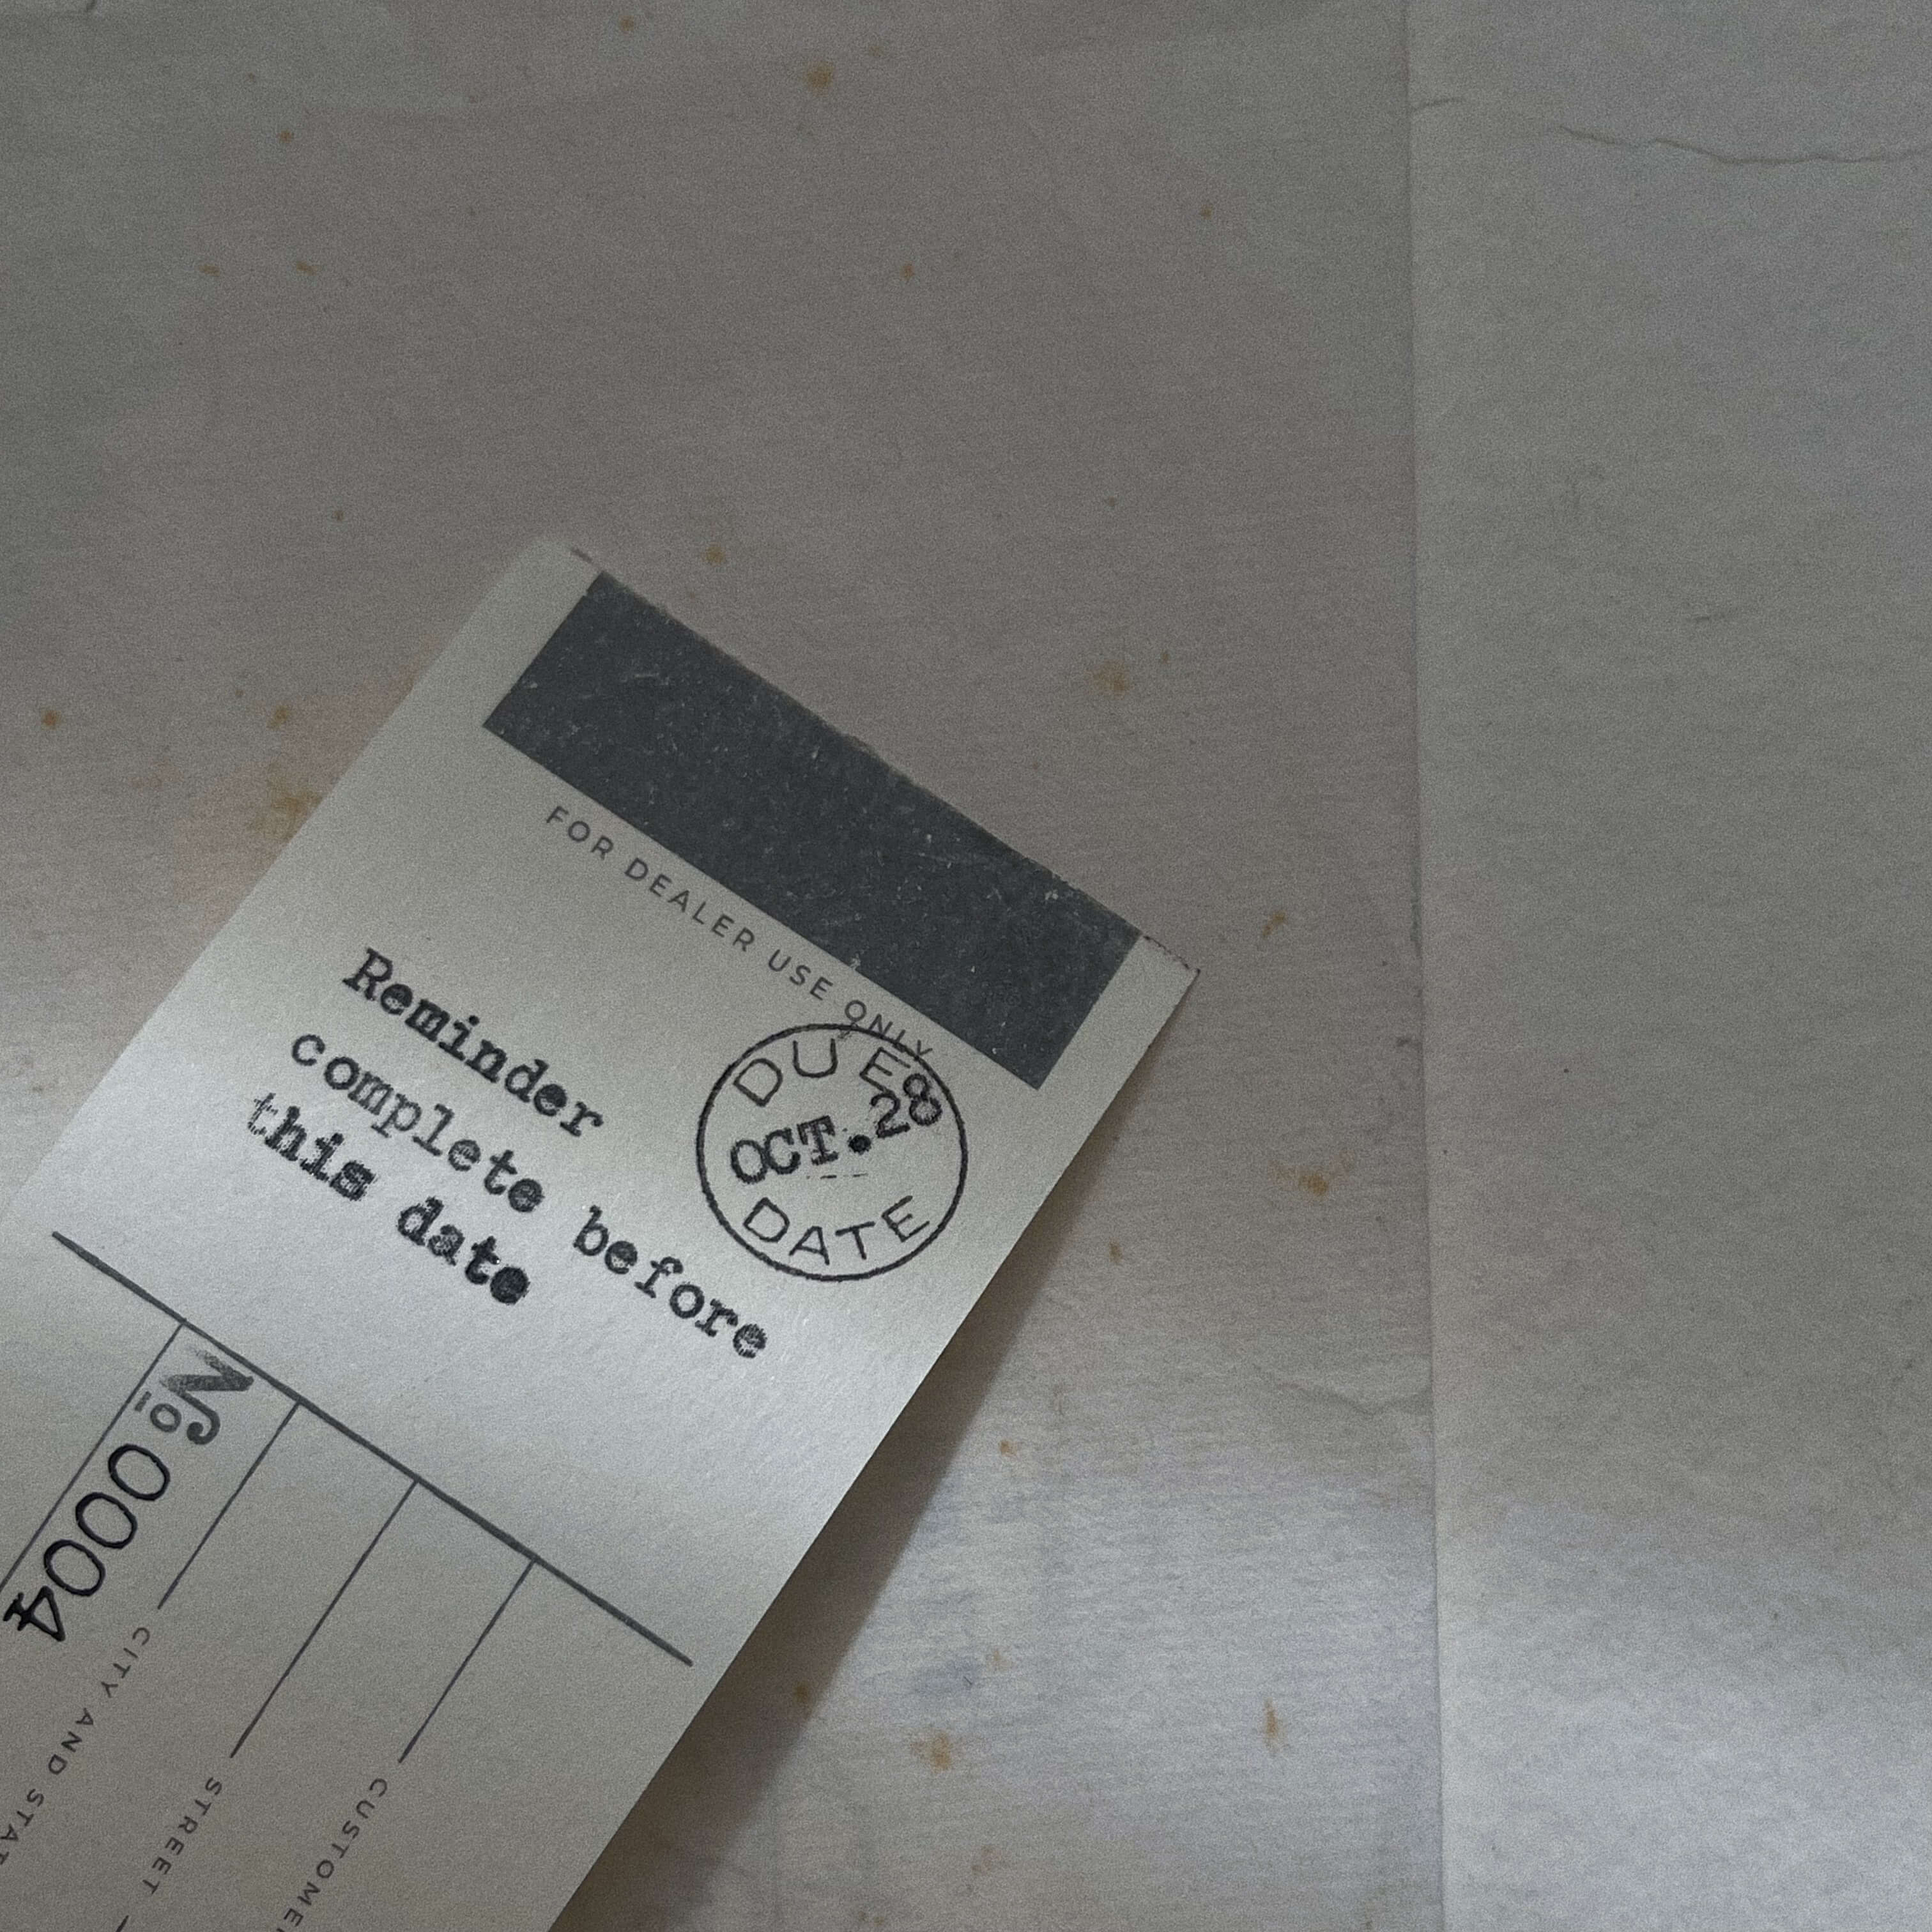 FOR DEALER USE ONLY
Reminder
complete before
this date
DUE
OCT. 28
DATE
No 0004
CITY AND STAT
STREET
CUSTOMER